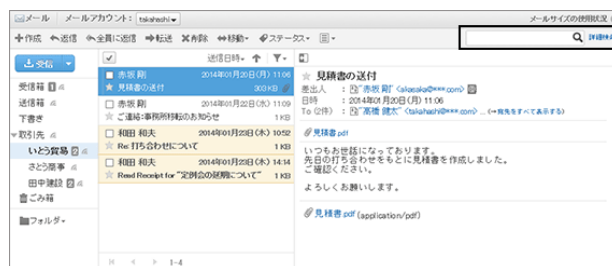 メール メールアカウント: takahashi メールサイズの使用状況
作成 返信 全員に返信 転送 削除 移動 ステータス
詳細検索
受信
受信箱 1
送信箱
下書き
取引先
いとう貿易 2
さとう商事
田中建設 2
ごみ箱
フォルダ
送信日時
赤坂 剛 2014年01月20日(月) 11:06
見積書の送付 303 KB
赤坂 剛 2014年01月22日(水) 11:09
ご連絡:事務所移転のお知らせ 1 KB
和田 和夫 2014年01月23日(木) 10:52
Re: 打ち合わせについて 1 KB
和田 和夫 2014年01月23日(木) 14:14
Read Receipt for "定例会の延期について" 1 KB
1-4
見積書の送付
差出人 : "赤坂 剛" <akasaka@***.com>
日時 : 2014年01月20日(月) 11:06
To (2件) : "高橋 健太" <takahashi@***.com> ... (→宛先をすべて表示する)
見積書.pdf
いつもお世話になっております。
先日の打ち合わせをもとに見積書を作成しました。
ご確認ください。
よろしくお願いします。
見積書.pdf (application/pdf)